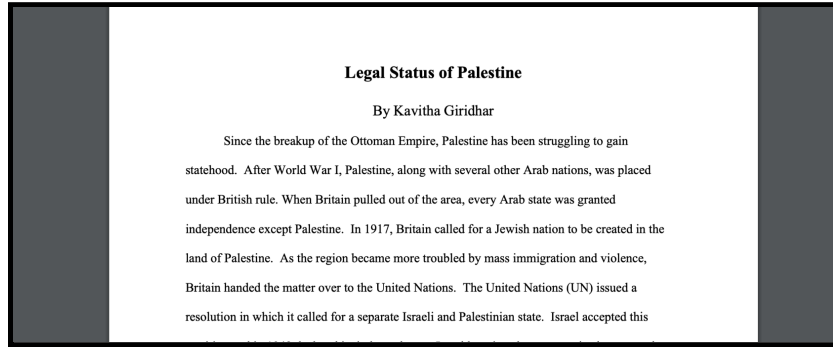 Legal Status of Palestine
By Kavitha Giridhar
Since the breakup of the Ottoman Empire, Palestine has been struggling to gain
statehood.  After World War I, Palestine, along with several other Arab nations, was placed
under British rule. When Britain pulled out of the area, every Arab state was granted
independence except Palestine.  In 1917, Britain called for a Jewish nation to be created in the
land of Palestine.  As the region became more troubled by mass immigration and violence,
Britain handed the matter over to the United Nations.  The United Nations (UN) issued a
resolution in which it called for a separate Israeli and Palestinian state.  Israel accepted this